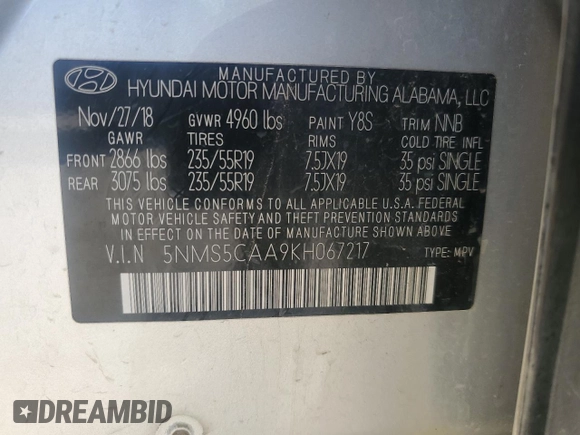 MANUFACTURED BY
HYUNDAI MOTOR MANUFACTURING ALABAMA, LLC
Nov/27/18 GVWR 4960 lbs PAINT Y8S TRIM NNB
GAWR TIRES RIMS COLD TIRE INFL
FRONT 2866 lbs 235/55R19 7.5JX19 35 psi SINGLE
REAR 3075 lbs 235/55R19 7.5JX19 35 psi SINGLE
THIS VEHICLE CONFORMS TO ALL APPLICABLE U.S.A. FEDERAL
MOTOR VEHICLE SAFETY BUMPER AND THEFT PREVENTION
STANDARDS IN EFFECT ON THE DATE OF MANUFACTURE SHOWN ABOVE
V.I.N 5NMS5CAA9KH067217 TYPE: MPV
DREAMBID